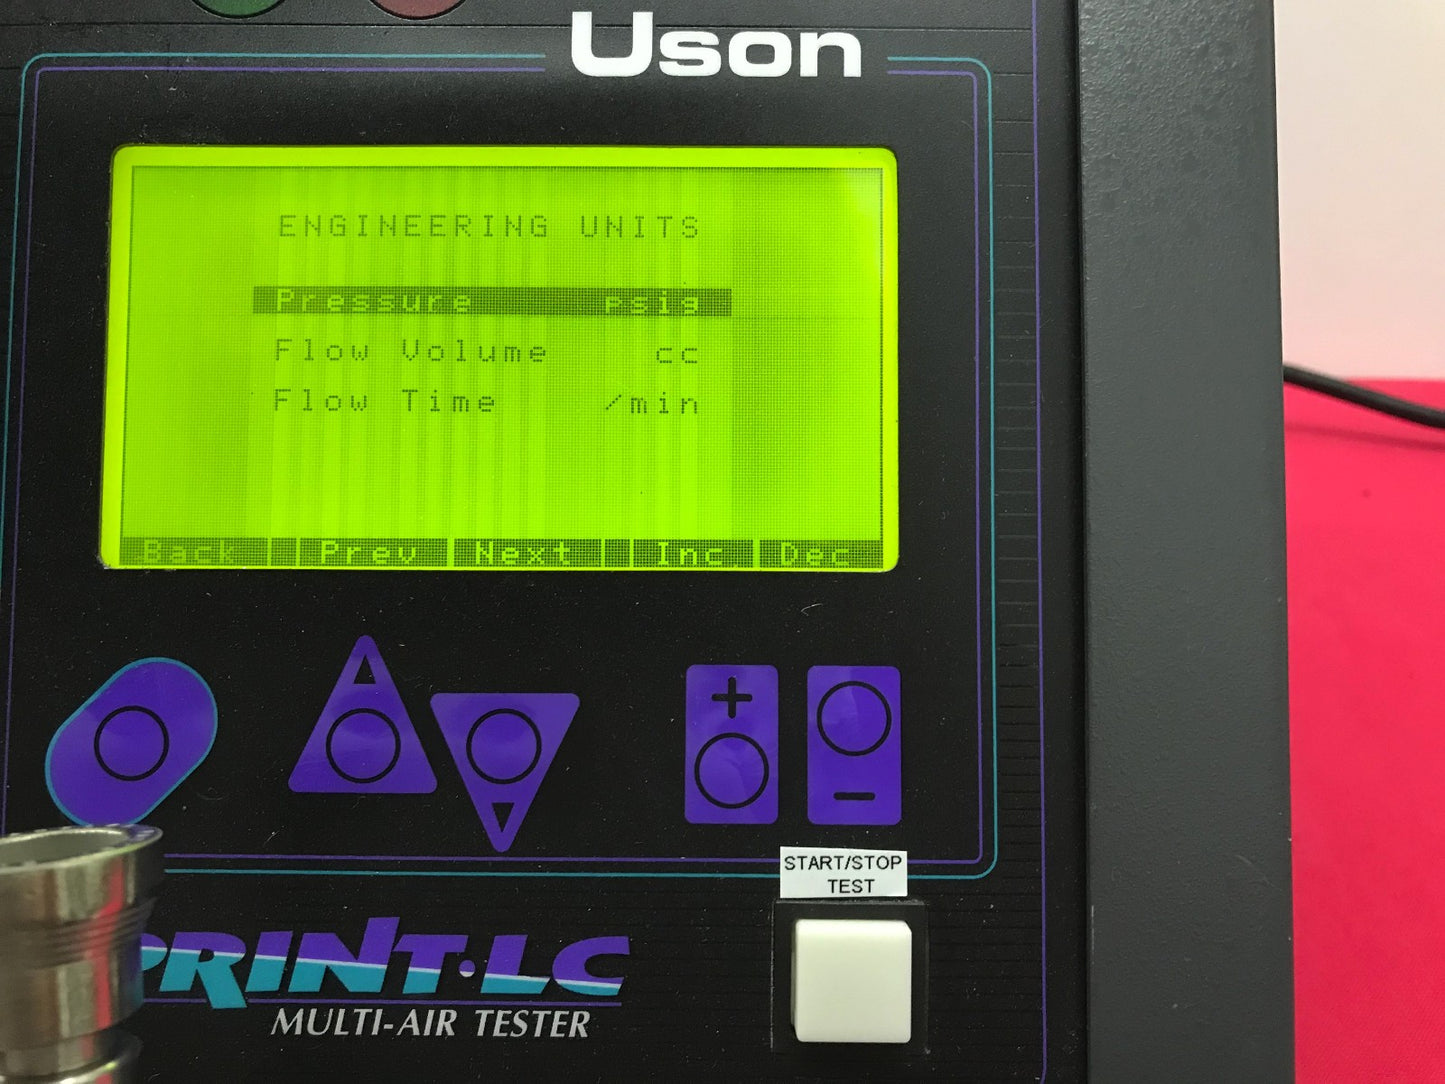 Uson
ENGINEERING UNITS
Pressure psig
Flow Volume cc
Flow Time /min
Back Prev Next Inc Dec
+
-
START/STOP
TEST
PRINT·LC
MULTI-AIR TESTER